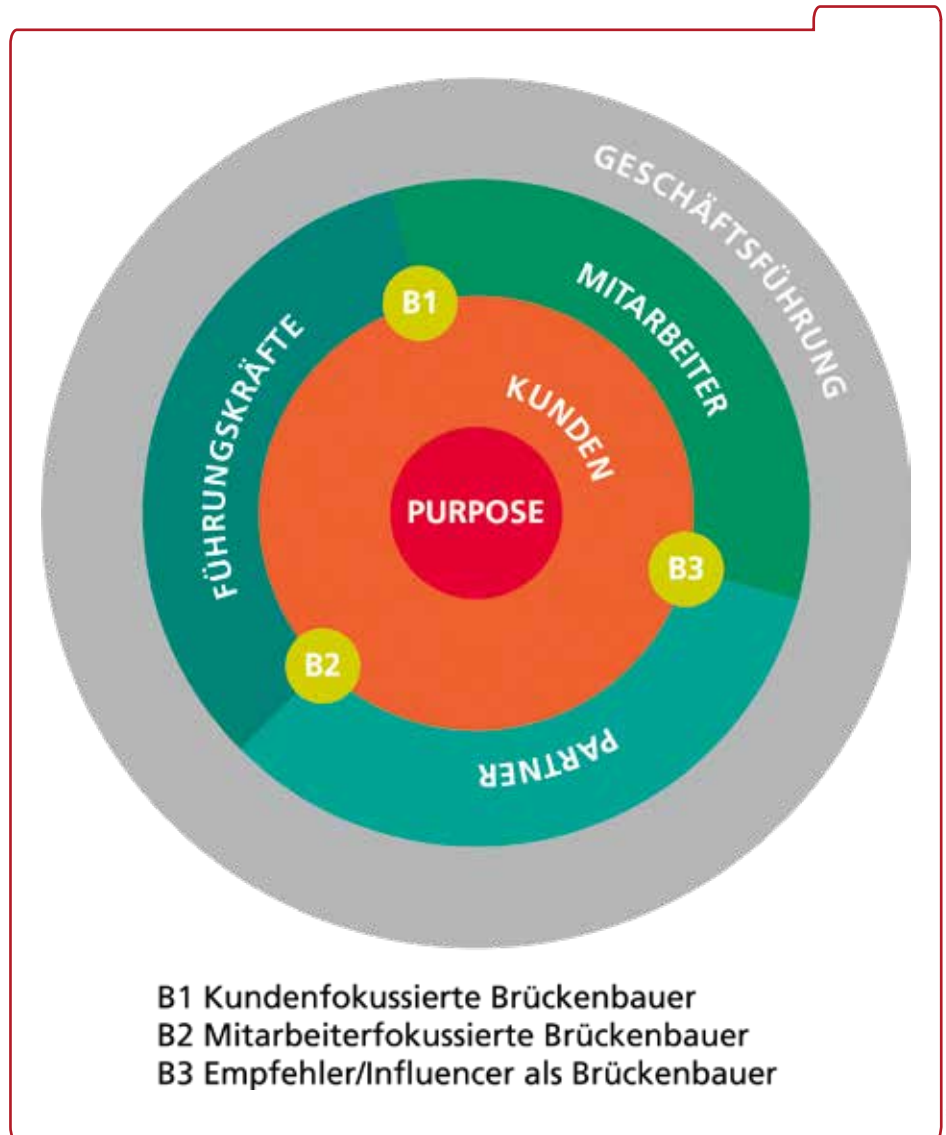 GESCHÄFTSFÜHRUNG
MITARBEITER
FÜHRUNGSKRÄFTE
B1
KUNDEN
PURPOSE
B3
B2
PARTNER
B1 Kundenfokussierte Brückenbauer
B2 Mitarbeiterfokussierte Brückenbauer
B3 Empfehler/Influencer als Brückenbauer